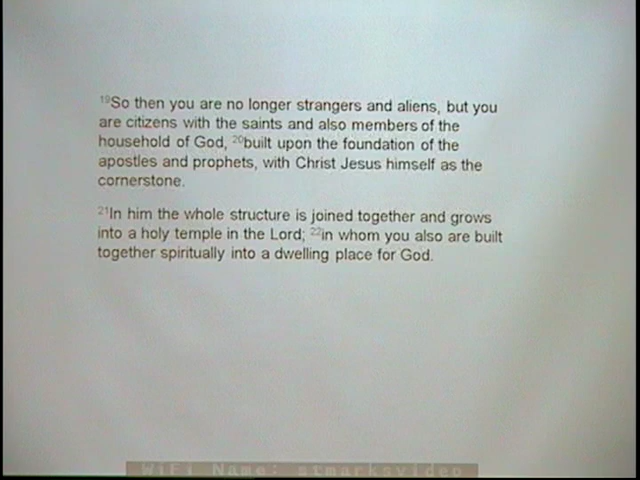 ¹⁹So then you are no longer strangers and aliens, but you
are citizens with the saints and also members of the
household of God, ²⁰built upon the foundation of the
apostles and prophets, with Christ Jesus himself as the
cornerstone.
²¹In him the whole structure is joined together and grows
into a holy temple in the Lord; ²²in whom you also are built
together spiritually into a dwelling place for God.
WiFi Name: stmarksvideo